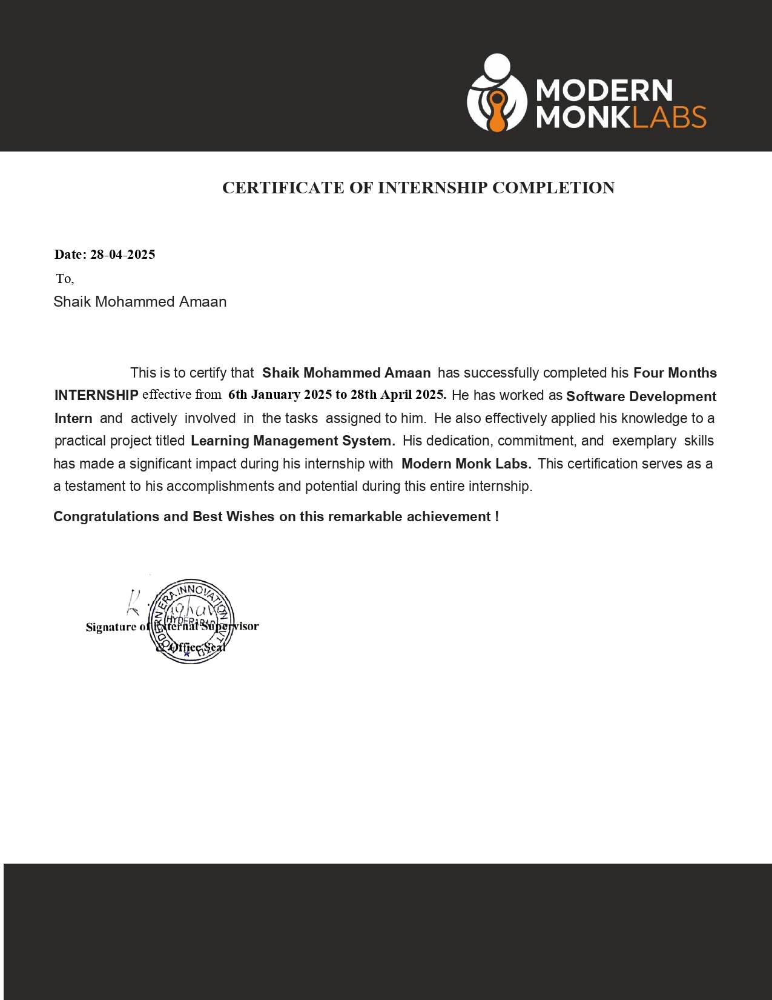 MODERN
MONKLABS
CERTIFICATE OF INTERNSHIP COMPLETION
Date: 28-04-2025
To,
Shaik Mohammed Amaan
This is to certify that Shaik Mohammed Amaan has successfully completed his Four Months
INTERNSHIP effective from 6th January 2025 to 28th April 2025. He has worked as Software Development
Intern and actively involved in the tasks assigned to him. He also effectively applied his knowledge to a
practical project titled Learning Management System. His dedication, commitment, and exemplary skills
has made a significant impact during his internship with Modern Monk Labs. This certification serves as a
a testament to his accomplishments and potential during this entire internship.
Congratulations and Best Wishes on this remarkable achievement !
MODERN ERA INNOVATION PVT. LTD
HYDERABAD
Signature of External Supervisor
& Office Seal